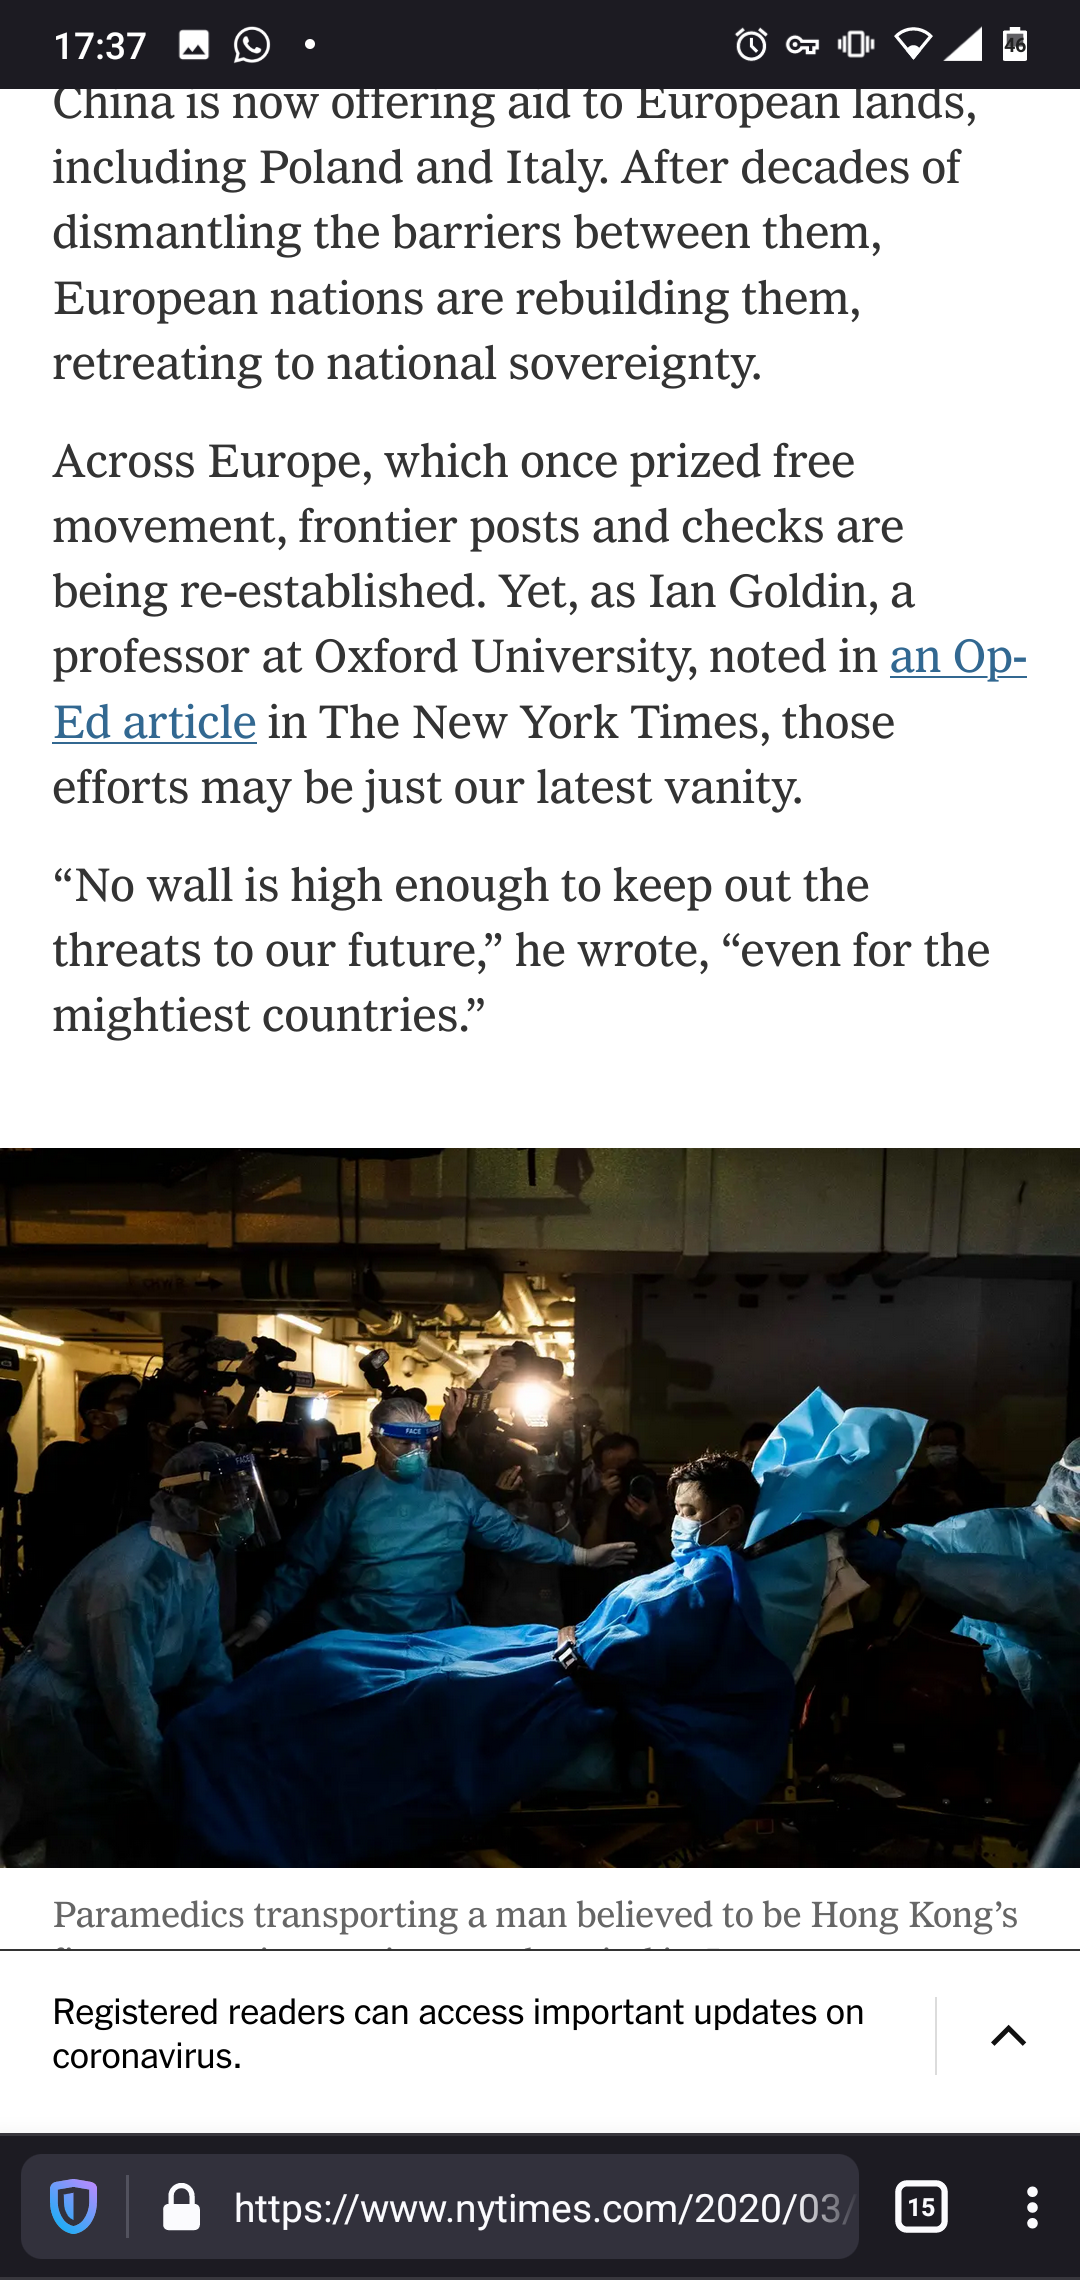 17:37
46
China is now offering aid to European lands,
including Poland and Italy. After decades of
dismantling the barriers between them,
European nations are rebuilding them,
retreating to national sovereignty.
Across Europe, which once prized free
movement, frontier posts and checks are
being re-established. Yet, as Ian Goldin, a
professor at Oxford University, noted in an Op-
Ed article in The New York Times, those
efforts may be just our latest vanity.
“No wall is high enough to keep out the
threats to our future,” he wrote, “even for the
mightiest countries.”
FACE
FACE
Paramedics transporting a man believed to be Hong Kong’s
Registered readers can access important updates on
coronavirus.
https://www.nytimes.com/2020/03/
15